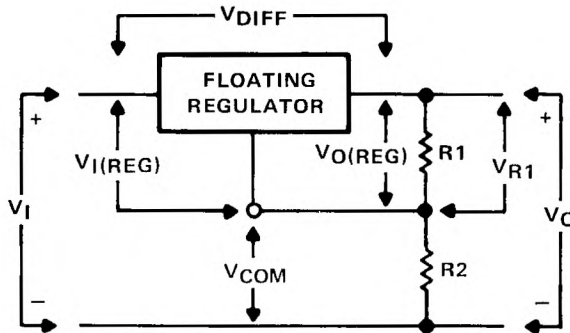 VDIFF
FLOATING
REGULATOR
+
+
VI(REG)
VO(REG)
R1
VR1
VI
VO
VCOM
R2
−
−